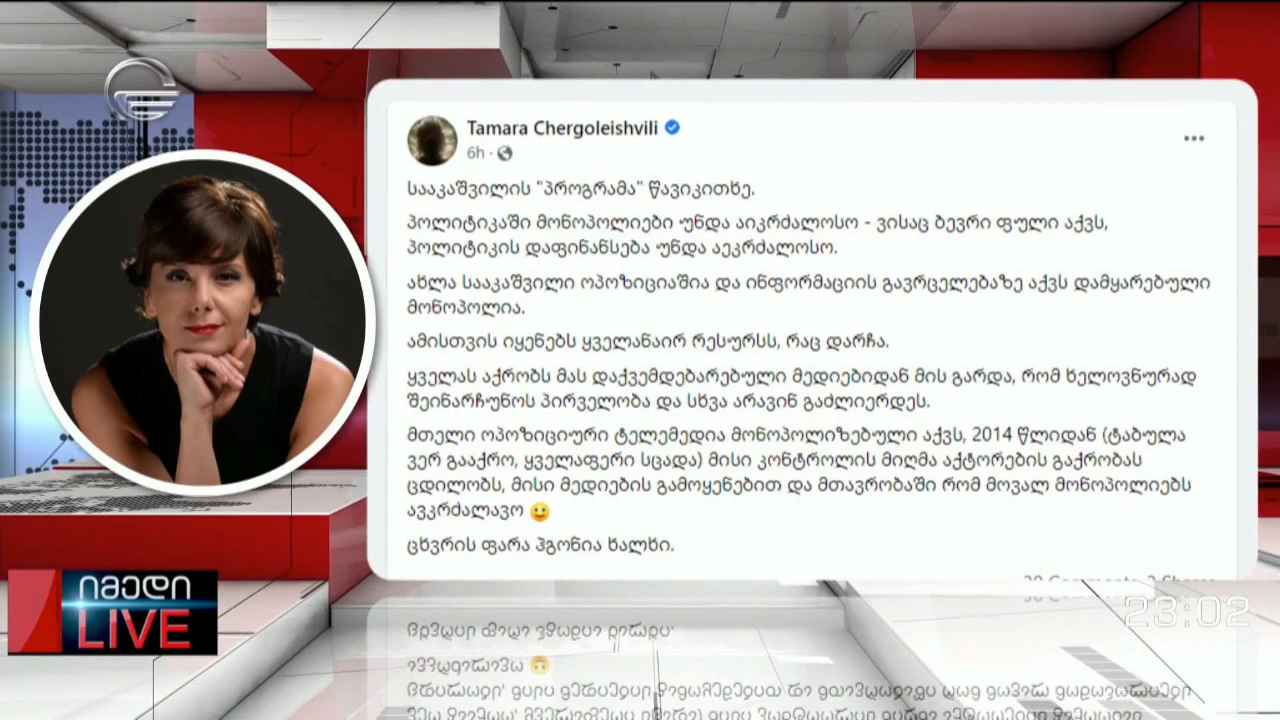 Tamara Chergoleishvili
6h
სააკაშვილის "პროგრამა" წავიკითხე.
პოლიტიკაში მონოპოლიები უნდა აიკრძალოსო - ვისაც ბევრი ფული აქვს,
პოლიტიკის დაფინანსება უნდა აეკრძალოსო.
ახლა სააკაშვილი ოპოზიციაშია და ინფორმაციის გავრცელებაზე აქვს დამყარებული
მონოპოლია.
ამისთვის იყენებს ყველანაირ რესურსს, რაც დარჩა.
ყველას აქრობს მას დაქვემდებარებული მედიებიდან მის გარდა, რომ ხელოვნურად
შეინარჩუნოს პირველობა და სხვა არავინ გაძლიერდეს.
მთელი ოპოზიციური ტელემედია მონოპოლიზებული აქვს, 2014 წლიდან (ტაბულა
ვერ გააქრო, ყველაფერი სცადა) მისი კონტროლის მიღმა აქტორების გაქრობას
ცდილობს, მისი მედიების გამოყენებით და მთავრობაში რომ მოვალ მონოპოლიებს
ავკრძალავო 🙂
ცხვრის ფარა ჰგონია ხალხი.
23:02
იმედი
LIVE